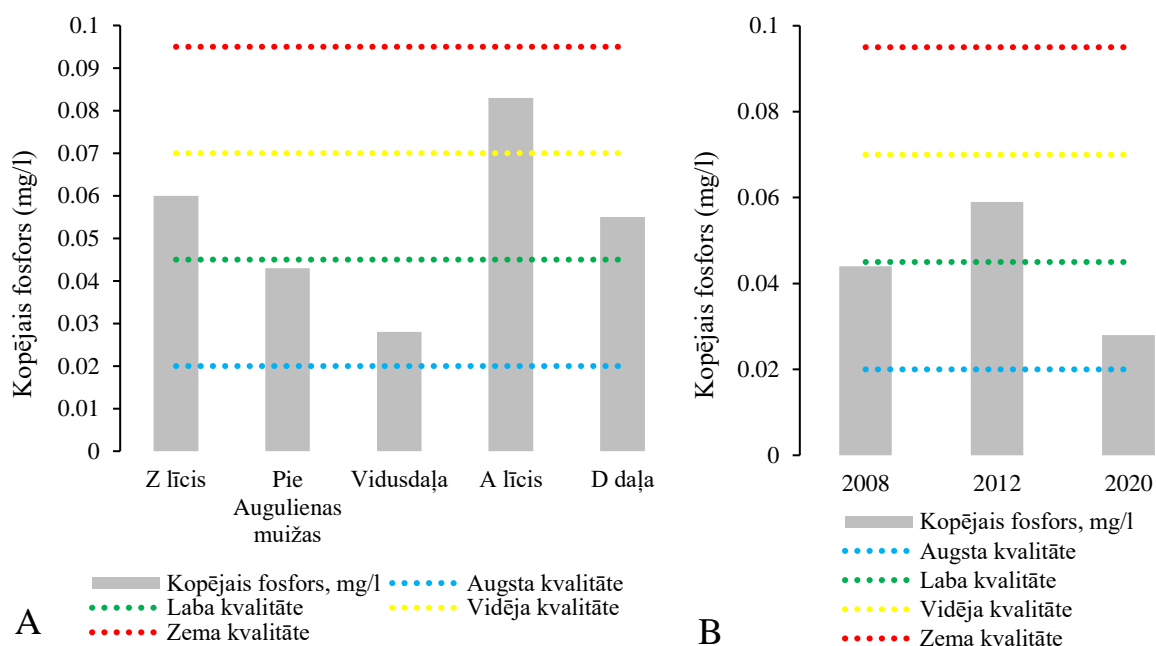 0.1
0.09
0.08
0.07
0.06
0.05
0.04
0.03
0.02
0.01
0
Kopējais fosfors (mg/l)
Z līcis
Pie
Augulienas
muižas
Vidusdaļa
A līcis
D daļa
Kopējais fosfors, mg/l
Augsta kvalitāte
Laba kvalitāte
Vidēja kvalitāte
Zema kvalitāte
A
0.1
0.08
0.06
0.04
0.02
0
Kopējais fosfors (mg/l)
2008
2012
2020
Kopējais fosfors, mg/l
Augsta kvalitāte
Laba kvalitāte
Vidēja kvalitāte
Zema kvalitāte
B